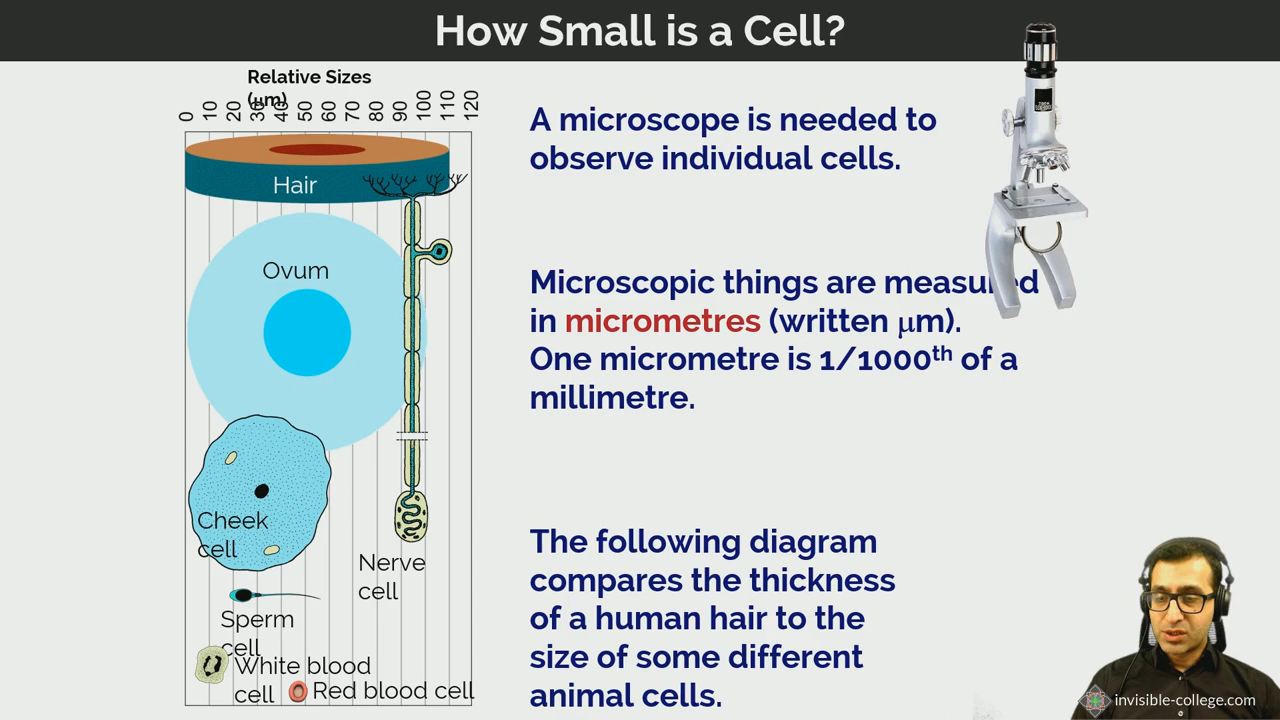 How Small is a Cell?
Relative Sizes
(μm)
0 10 20 30 40 50 60 70 80 90 100 110 120
Hair
Ovum
Cheek
cell
Nerve
cell
Sperm
cell
White blood
cell
Red blood cell
A microscope is needed to
observe individual cells.
Microscopic things are measured
in micrometres (written μm).
One micrometre is 1/1000th of a
millimetre.
The following diagram
compares the thickness
of a human hair to the
size of some different
animal cells.
invisible-college.com